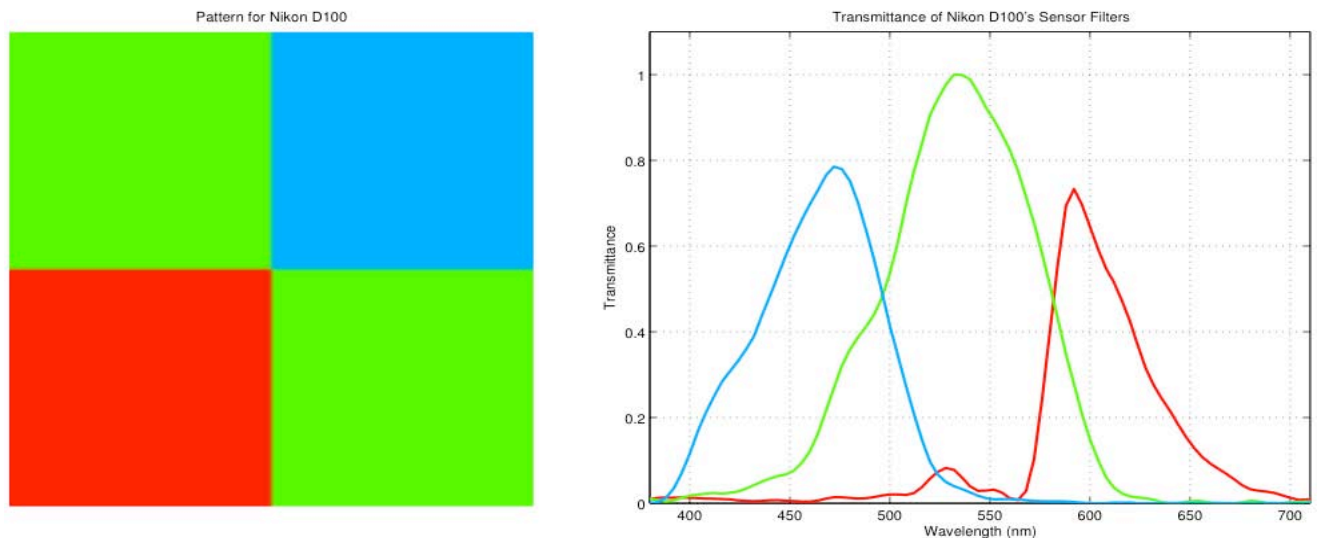 Pattern for Nikon D100
Transmittance of Nikon D100's Sensor Filters
1
0.8
0.6
0.4
0.2
0
Transmittance
400 450 500 550 600 650 700
Wavelength (nm)